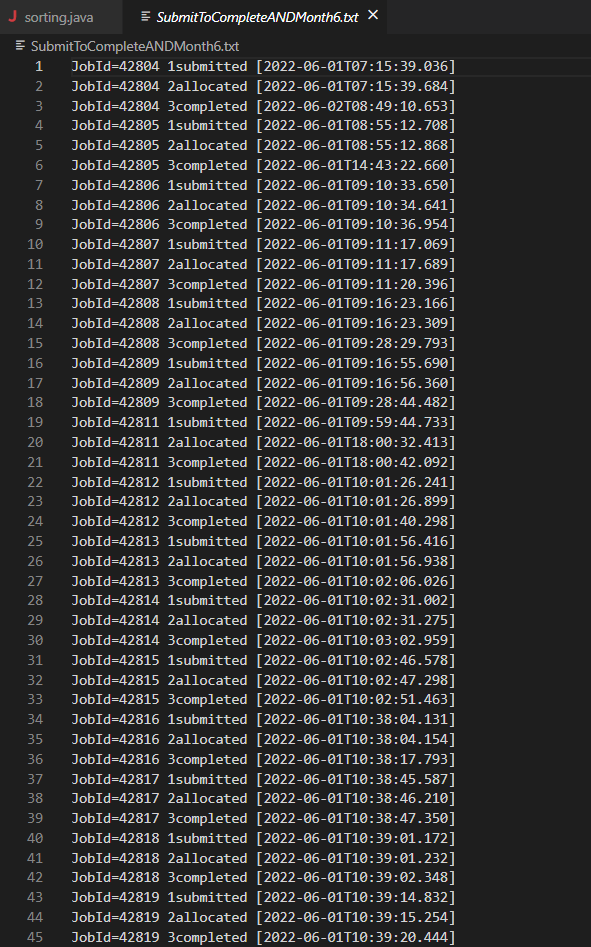 J sorting.java SubmitToCompleteANDMonth6.txt ×
SubmitToCompleteANDMonth6.txt
1 JobId=42804 1submitted [2022-06-01T07:15:39.036]
2 JobId=42804 2allocated [2022-06-01T07:15:39.684]
3 JobId=42804 3completed [2022-06-02T08:49:10.653]
4 JobId=42805 1submitted [2022-06-01T08:55:12.708]
5 JobId=42805 2allocated [2022-06-01T08:55:12.868]
6 JobId=42805 3completed [2022-06-01T14:43:22.660]
7 JobId=42806 1submitted [2022-06-01T09:10:33.650]
8 JobId=42806 2allocated [2022-06-01T09:10:34.641]
9 JobId=42806 3completed [2022-06-01T09:10:36.954]
10 JobId=42807 1submitted [2022-06-01T09:11:17.069]
11 JobId=42807 2allocated [2022-06-01T09:11:17.689]
12 JobId=42807 3completed [2022-06-01T09:11:20.396]
13 JobId=42808 1submitted [2022-06-01T09:16:23.166]
14 JobId=42808 2allocated [2022-06-01T09:16:23.309]
15 JobId=42808 3completed [2022-06-01T09:28:29.793]
16 JobId=42809 1submitted [2022-06-01T09:16:55.690]
17 JobId=42809 2allocated [2022-06-01T09:16:56.360]
18 JobId=42809 3completed [2022-06-01T09:28:44.482]
19 JobId=42811 1submitted [2022-06-01T09:59:44.733]
20 JobId=42811 2allocated [2022-06-01T18:00:32.413]
21 JobId=42811 3completed [2022-06-01T18:00:42.092]
22 JobId=42812 1submitted [2022-06-01T10:01:26.241]
23 JobId=42812 2allocated [2022-06-01T10:01:26.899]
24 JobId=42812 3completed [2022-06-01T10:01:40.298]
25 JobId=42813 1submitted [2022-06-01T10:01:56.416]
26 JobId=42813 2allocated [2022-06-01T10:01:56.938]
27 JobId=42813 3completed [2022-06-01T10:02:06.026]
28 JobId=42814 1submitted [2022-06-01T10:02:31.002]
29 JobId=42814 2allocated [2022-06-01T10:02:31.275]
30 JobId=42814 3completed [2022-06-01T10:03:02.959]
31 JobId=42815 1submitted [2022-06-01T10:02:46.578]
32 JobId=42815 2allocated [2022-06-01T10:02:47.298]
33 JobId=42815 3completed [2022-06-01T10:02:51.463]
34 JobId=42816 1submitted [2022-06-01T10:38:04.131]
35 JobId=42816 2allocated [2022-06-01T10:38:04.154]
36 JobId=42816 3completed [2022-06-01T10:38:17.793]
37 JobId=42817 1submitted [2022-06-01T10:38:45.587]
38 JobId=42817 2allocated [2022-06-01T10:38:46.210]
39 JobId=42817 3completed [2022-06-01T10:38:47.350]
40 JobId=42818 1submitted [2022-06-01T10:39:01.172]
41 JobId=42818 2allocated [2022-06-01T10:39:01.232]
42 JobId=42818 3completed [2022-06-01T10:39:02.348]
43 JobId=42819 1submitted [2022-06-01T10:39:14.832]
44 JobId=42819 2allocated [2022-06-01T10:39:15.254]
45 JobId=42819 3completed [2022-06-01T10:39:20.444]